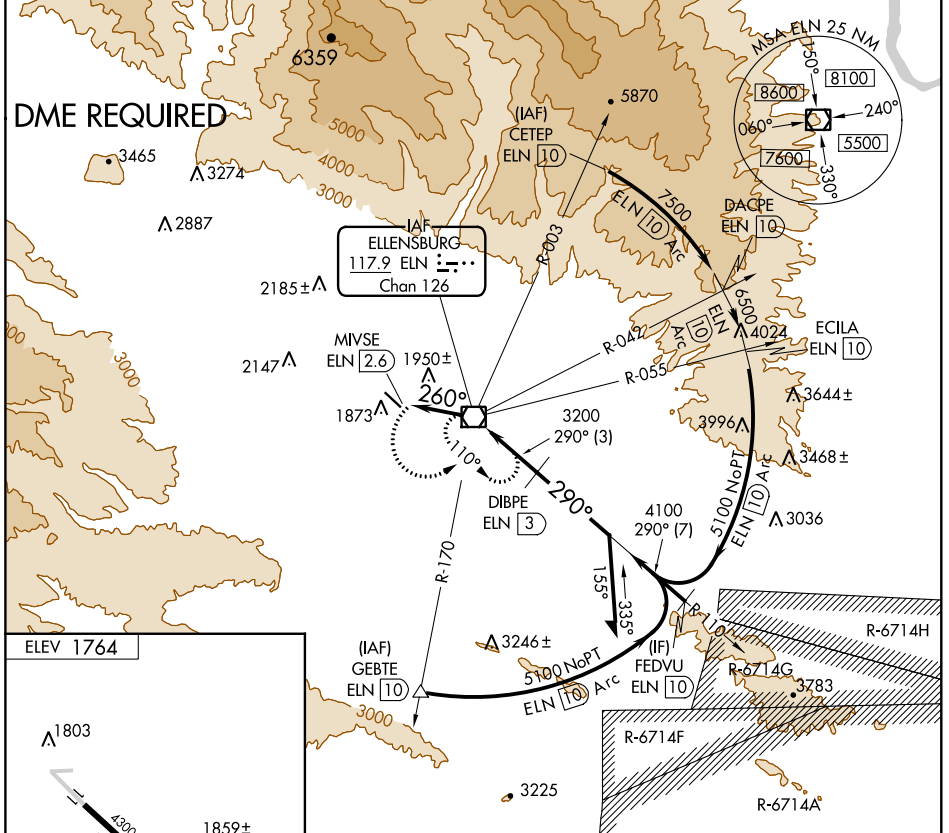 6359
DME REQUIRED
3465
3274
2887
5000
4000
3000
(IAF)
CETEP
ELN 10
5870
MSA ELN 25 NM
150°
8100
8600
240°
060°
5500
7600
330°
7500
ELN 10 Arc
DACPE
ELN 10
R-003
IAF
ELLENSBURG
117.9 ELN
Chan 126
2185±
6500
ELN 10 Arc
R-042
4024
ECILA
ELN 10
R-055
MIVSE
ELN 2.6
1950±
2147
3000
3000
260°
1873
3644±
3996
3200
290° (3)
110°
3468±
DIBPE
ELN 3
290°
4100
290° (7)
5100 NoPT
ELN 10 Arc
3036
R-170
155°
335°
R-110
R-6714H
ELEV 1764
(IAF)
GEBTE
ELN 10
3246±
5100 NoPT
ELN 10 Arc
(IF)
FEDVU
ELN 10
R-6714G
3783
3000
R-6714F
1803
3225
R-6714A
4300
1859±